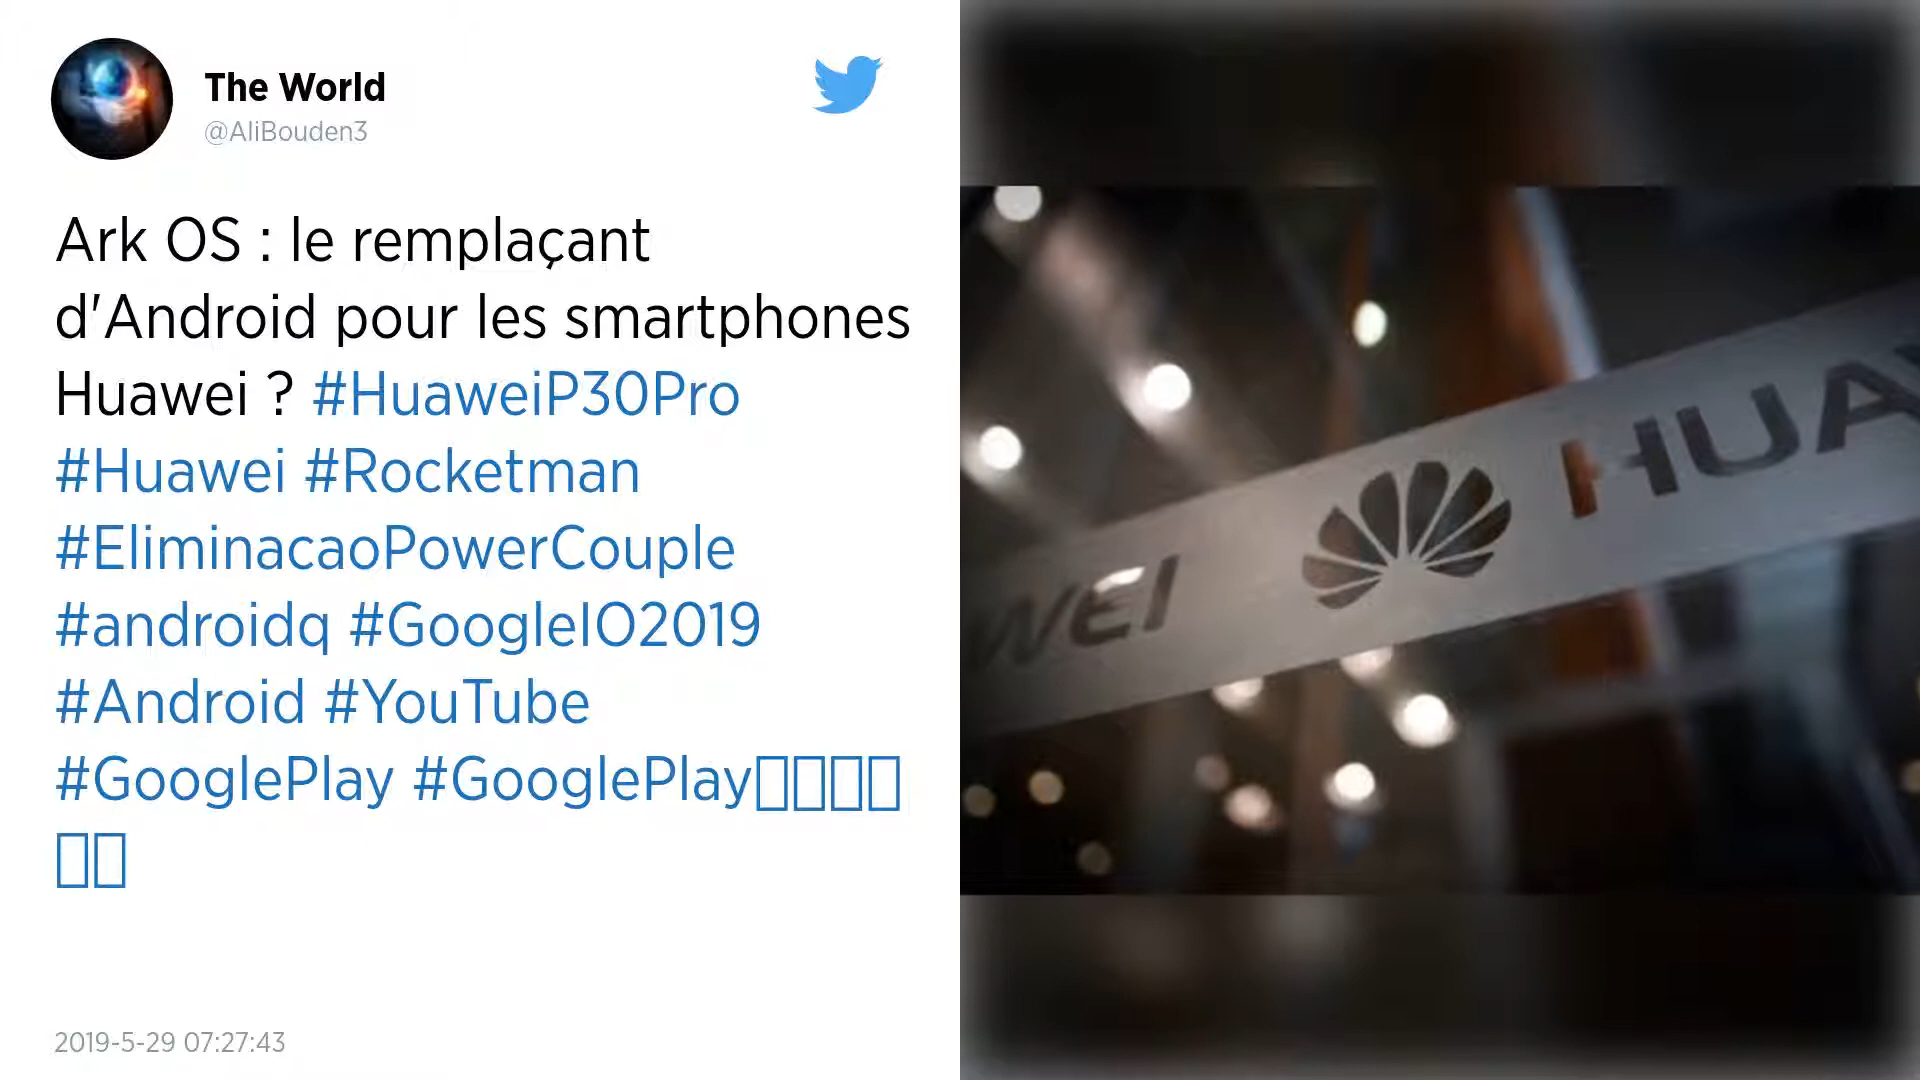 The World
@AliBouden3
Ark OS : le remplaçant
d'Android pour les smartphones
Huawei ? #HuaweiP30Pro
#Huawei #Rocketman
#EliminacaoPowerCouple
#androidq #GoogleIO2019
#Android #YouTube
#GooglePlay #GooglePlay
2019-5-29 07:27:43
WEI HUA